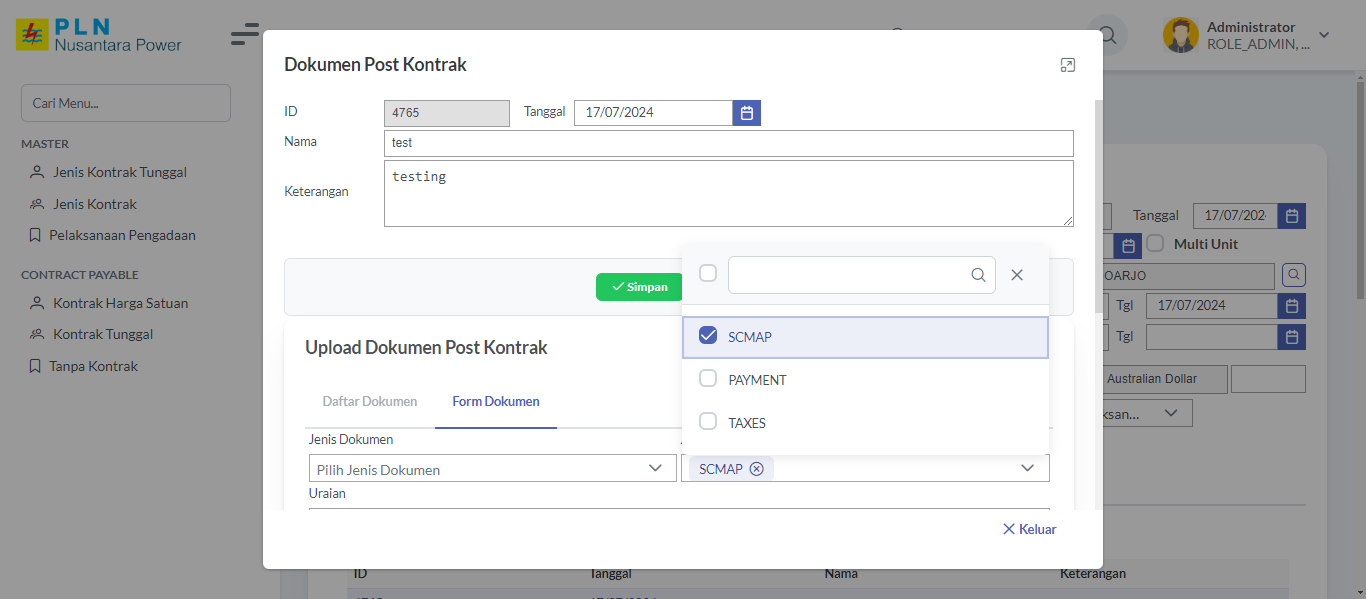 PLN
Nusantara Power
Administrator
ROLE_ADMIN, ...
Cari Menu...
MASTER
Jenis Kontrak Tunggal
Jenis Kontrak
Pelaksanaan Pengadaan
CONTRACT PAYABLE
Kontrak Harga Satuan
Kontrak Tunggal
Tanpa Kontrak
Dokumen Post Kontrak
ID 4765 Tanggal 17/07/2024
Nama test
Keterangan testing
Simpan
SCMAP
PAYMENT
TAXES
Upload Dokumen Post Kontrak
Daftar Dokumen Form Dokumen
Jenis Dokumen
Pilih Jenis Dokumen SCMAP
Uraian
Keluar
Tanggal 17/07/202
Multi Unit
OARJO
Tgl 17/07/2024
Tgl
Australian Dollar
ksan...
ID Tanggal Nama Keterangan